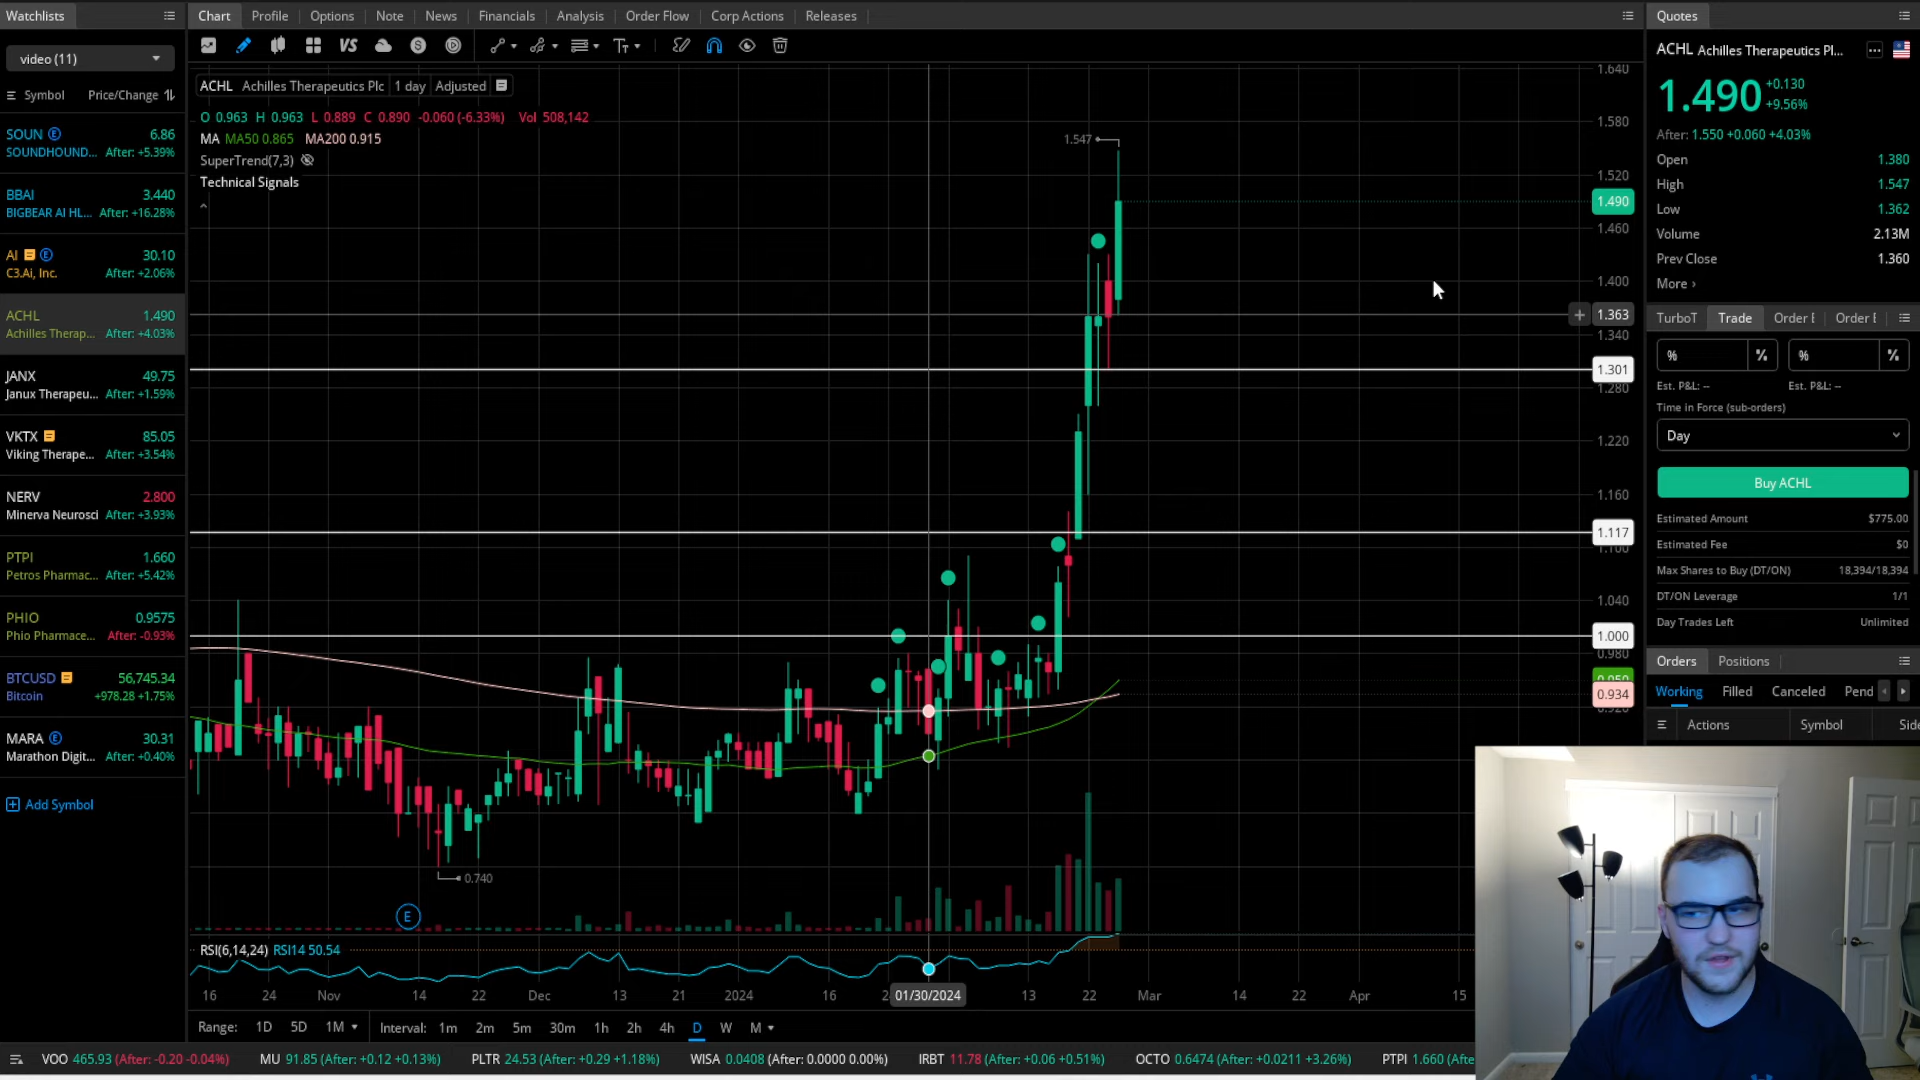 Watchlists
Chart Profile Options Note News Financials Analysis Order Flow Corp Actions Releases
Quotes
video (11)
VS S
ACHL Achilles Therapeutics Pl... ...
1.490 +0.130
+9.56%
After: 1.550 +0.060 +4.03%
Open 1.380
High 1.547
Low 1.362
Volume 2.13M
Prev Close 1.360
More ›
Symbol Price/Change
SOUN E 6.86
SOUNDHOUND... After: +5.39%
BBAI 3.440
BIGBEAR AI HL... After: +16.28%
AI E 30.10
C3.Ai, Inc. After: +2.06%
ACHL 1.490
Achilles Therap... After: +4.03%
JANX 49.75
Janux Therapeu... After: +1.59%
VKTX 85.05
Viking Therape... After: +3.54%
NERV 2.800
Minerva Neurosci After: +3.93%
PTPI 1.660
Petros Pharmac... After: +5.42%
PHIO 0.9575
Phio Pharmace... After: -0.93%
BTCUSD 56,745.34
Bitcoin +978.28 +1.75%
MARA E 30.31
Marathon Digit... After: +0.40%
Add Symbol
ACHL Achilles Therapeutics Plc 1 day Adjusted
O 0.963 H 0.963 L 0.889 C 0.890 -0.060 (-6.33%) Vol 508,142
MA MA50 0.865 MA200 0.915
SuperTrend(7,3)
Technical Signals
1.547
0.740
E
1.640
1.580
1.520
1.490
1.460
1.400
1.363
1.340
1.301
1.280
1.220
1.160
1.117
1.100
1.040
1.000
0.980
0.934
RSI(6,14,24) RSI14 50.54
16 24 Nov 14 22 Dec 13 21 2024 16 01/30/2024 13 22 Mar 14 22 Apr 15
Range: 1D 5D 1M Interval: 1m 2m 5m 30m 1h 2h 4h D W M
TurboT Trade Order E Order E
% % % %
Est. P&L: -- Est. P&L: --
Time in Force (sub-orders)
Day
Buy ACHL
Estimated Amount $775.00
Estimated Fee $0
Max Shares to Buy (DT/ON) 18,394/18,394
DT/ON Leverage 1/1
Day Trades Left Unlimited
Orders Positions
Working Filled Canceled Pend
Actions Symbol Side
VOO 465.93 (After: -0.20 -0.04%) MU 91.85 (After: +0.12 +0.13%) PLTR 24.53 (After: +0.29 +1.18%) WISA 0.0408 (After: 0.0000 0.00%) IRBT 11.78 (After: +0.06 +0.51%) OCTO 0.6474 (After: +0.0211 +3.26%) PTPI 1.660 (Afte